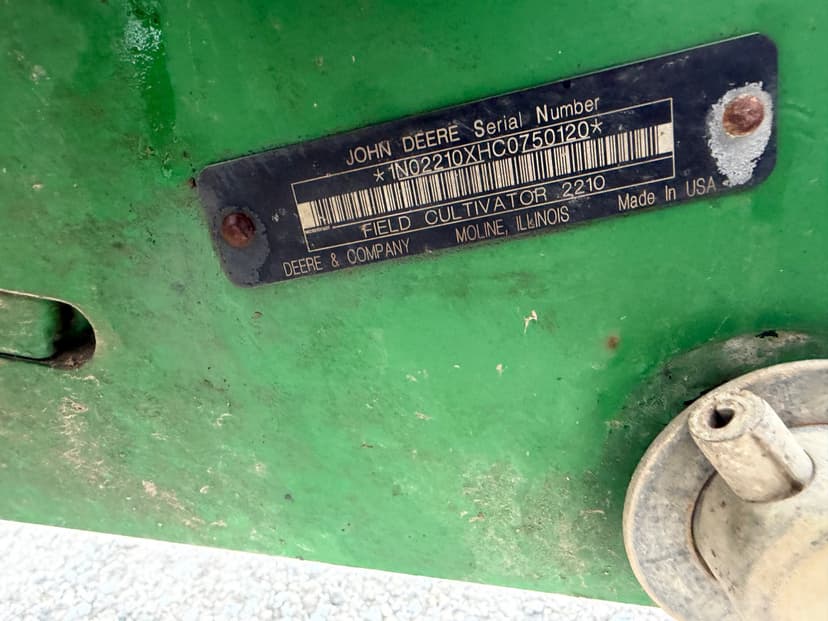 JOHN DEERE Serial Number
*1N02210XHC0750120*
FIELD CULTIVATOR 2210
DEERE & COMPANY MOLINE, ILLINOIS Made In USA